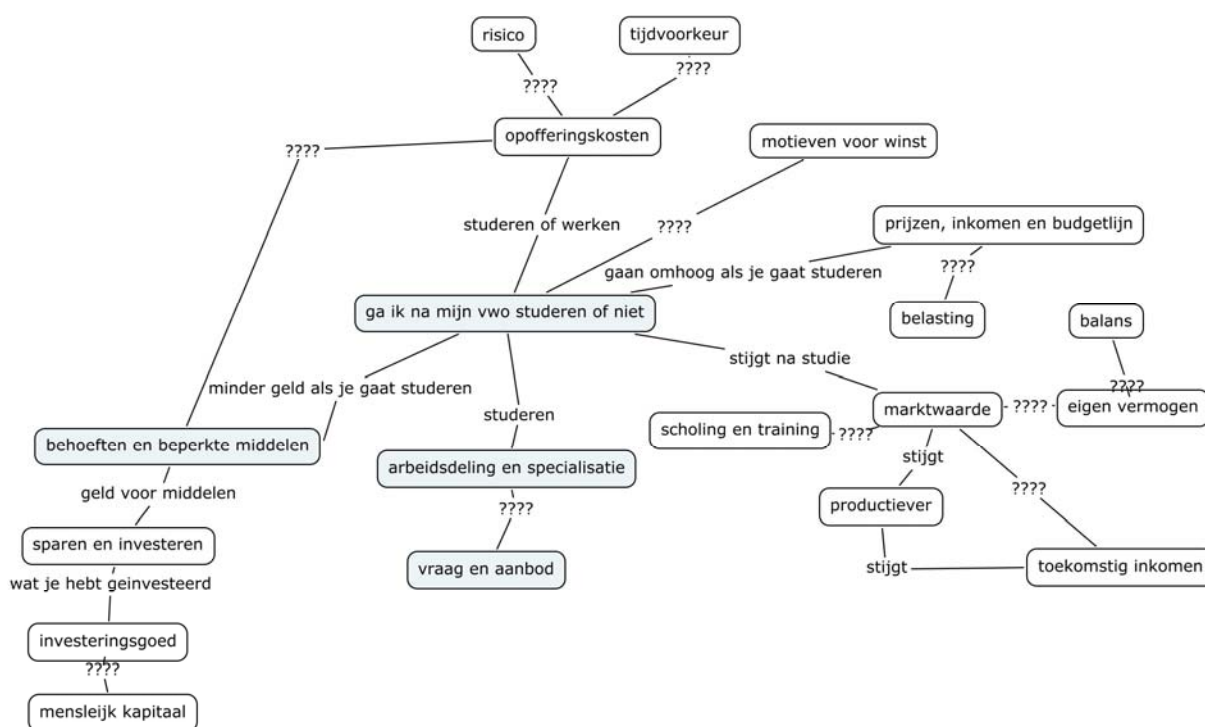 risico
tijdvoorkeur
????
????
opofferingskosten
motieven voor winst
????
studeren of werken
????
prijzen, inkomen en budgetlijn
gaan omhoog als je gaat studeren
????
ga ik na mijn vwo studeren of niet
belasting
balans
stijgt na studie
minder geld als je gaat studeren
????
studeren
marktwaarde
????
eigen vermogen
scholing en training
????
behoeften en beperkte middelen
arbeidsdeling en specialisatie
stijgt
geld voor middelen
????
????
productiever
sparen en investeren
vraag en aanbod
stijgt
toekomstig inkomen
wat je hebt geinvesteerd
investeringsgoed
????
mensleijk kapitaal